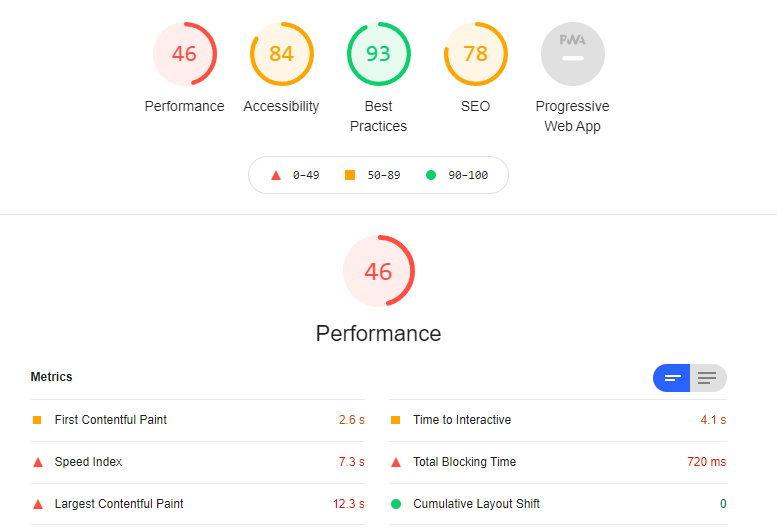 46 84 93 78 PWA
Performance Accessibility Best Practices SEO Progressive Web App
0–49 50–89 90–100
46
Performance
Metrics
First Contentful Paint 2.6 s
Time to Interactive 4.1 s
Speed Index 7.3 s
Total Blocking Time 720 ms
Largest Contentful Paint 12.3 s
Cumulative Layout Shift 0